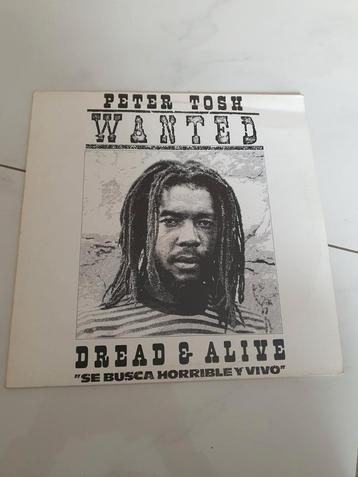 PETER TOSH
WANTED
DREAD & ALIVE
"SE BUSCA HORRIBLE Y VIVO"